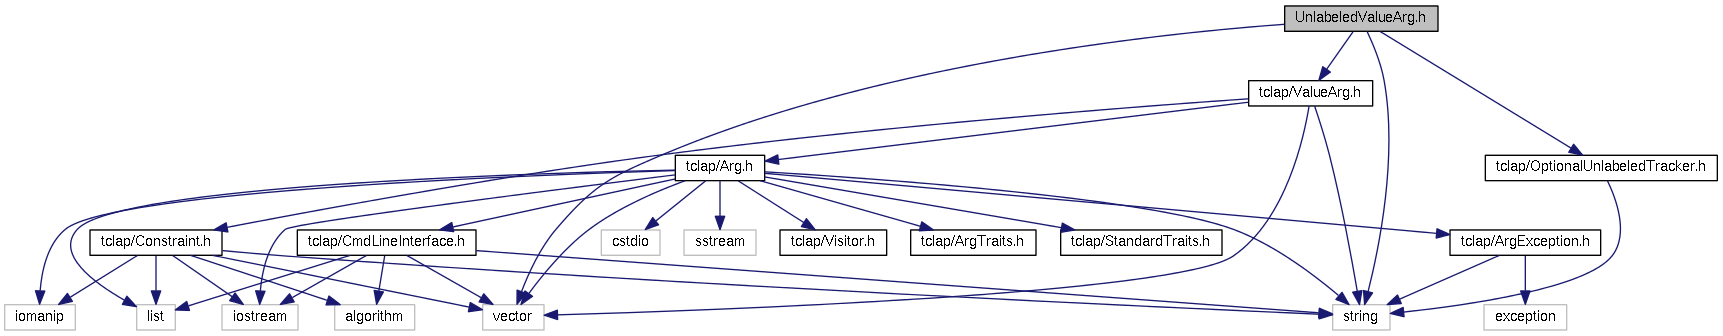 UnlabeledValueArg.h
tclap/ValueArg.h
tclap/Arg.h
tclap/OptionalUnlabeledTracker.h
tclap/Constraint.h
tclap/CmdLineInterface.h
cstdio
sstream
tclap/Visitor.h
tclap/ArgTraits.h
tclap/StandardTraits.h
tclap/ArgException.h
iomanip
list
iostream
algorithm
vector
string
exception